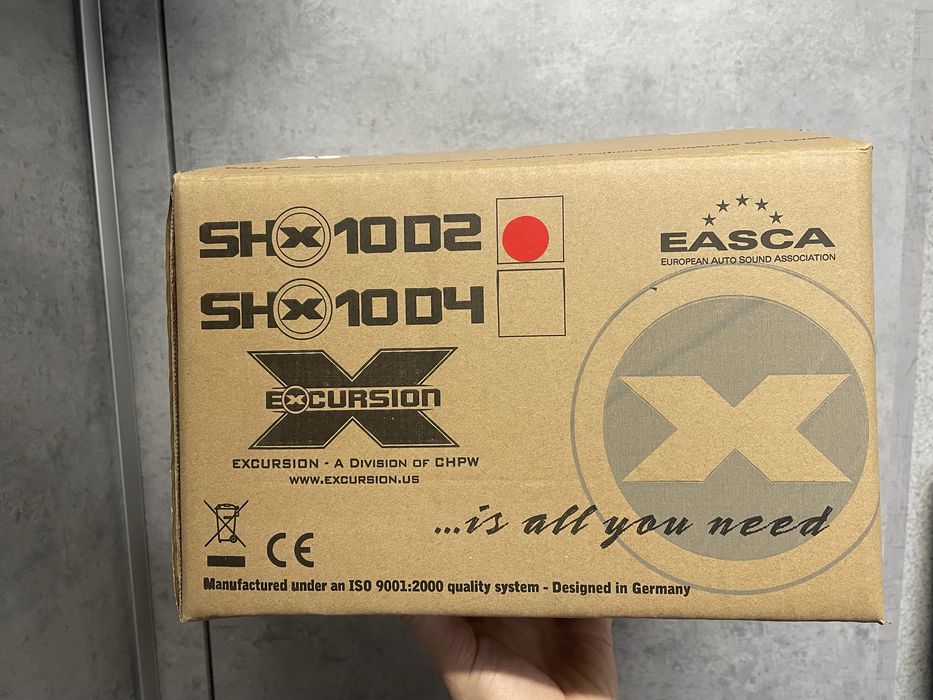 SHX10D2
SHX10D4
EXCURSION
EXCURSION - A DIVISION OF CHPW
WWW.EXCURSION.US
EASCA
EUROPEAN AUTO SOUND ASSOCIATION
X
...is all you need
CE
Manufactured under an ISO 9001:2000 quality system - Designed in Germany